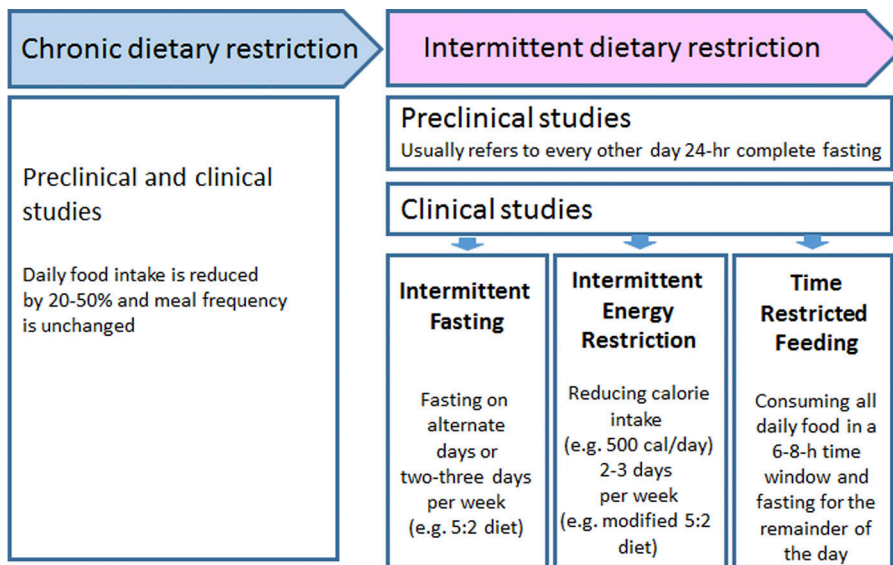 Chronic dietary restriction
Intermittent dietary restriction
Preclinical and clinical
studies
Daily food intake is reduced
by 20-50% and meal frequency
is unchanged
Preclinical studies
Usually refers to every other day 24-hr complete fasting
Clinical studies
Intermittent
Fasting
Fasting on
alternate
days or
two-three days
per week
(e.g. 5:2 diet)
Intermittent
Energy
Restriction
Reducing calorie
intake
(e.g. 500 cal/day)
2-3 days
per week
(e.g. modified 5:2
diet)
Time
Restricted
Feeding
Consuming all
daily food in a
6-8-h time
window and
fasting for the
remainder of
the day